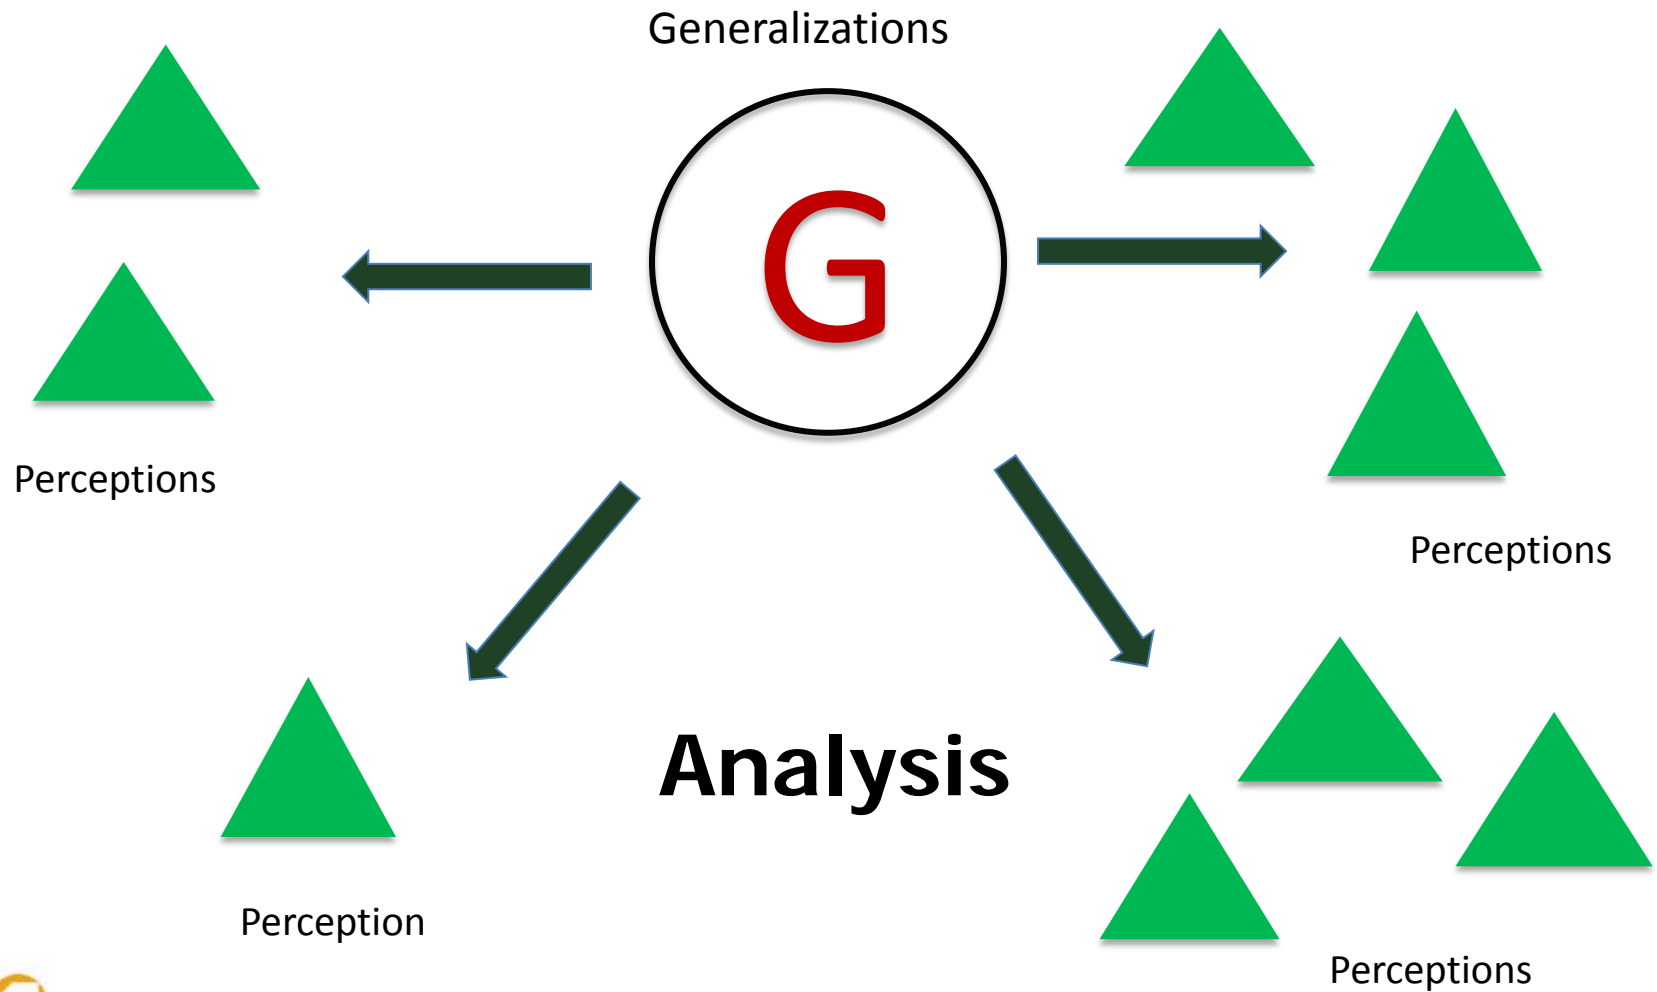 Generalizations
G
Perceptions
Perceptions
Analysis
Perception
Perceptions